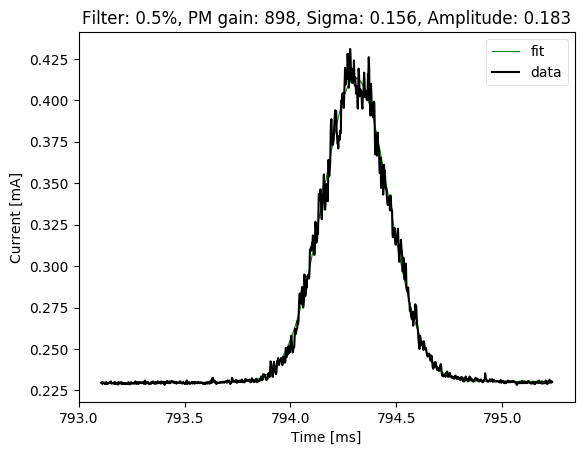 Filter: 0.5%, PM gain: 898, Sigma: 0.156, Amplitude: 0.183
fit
data
0.425
0.400
0.375
0.350
0.325
0.300
0.275
0.250
0.225
Current [mA]
793.0 793.5 794.0 794.5 795.0
Time [ms]